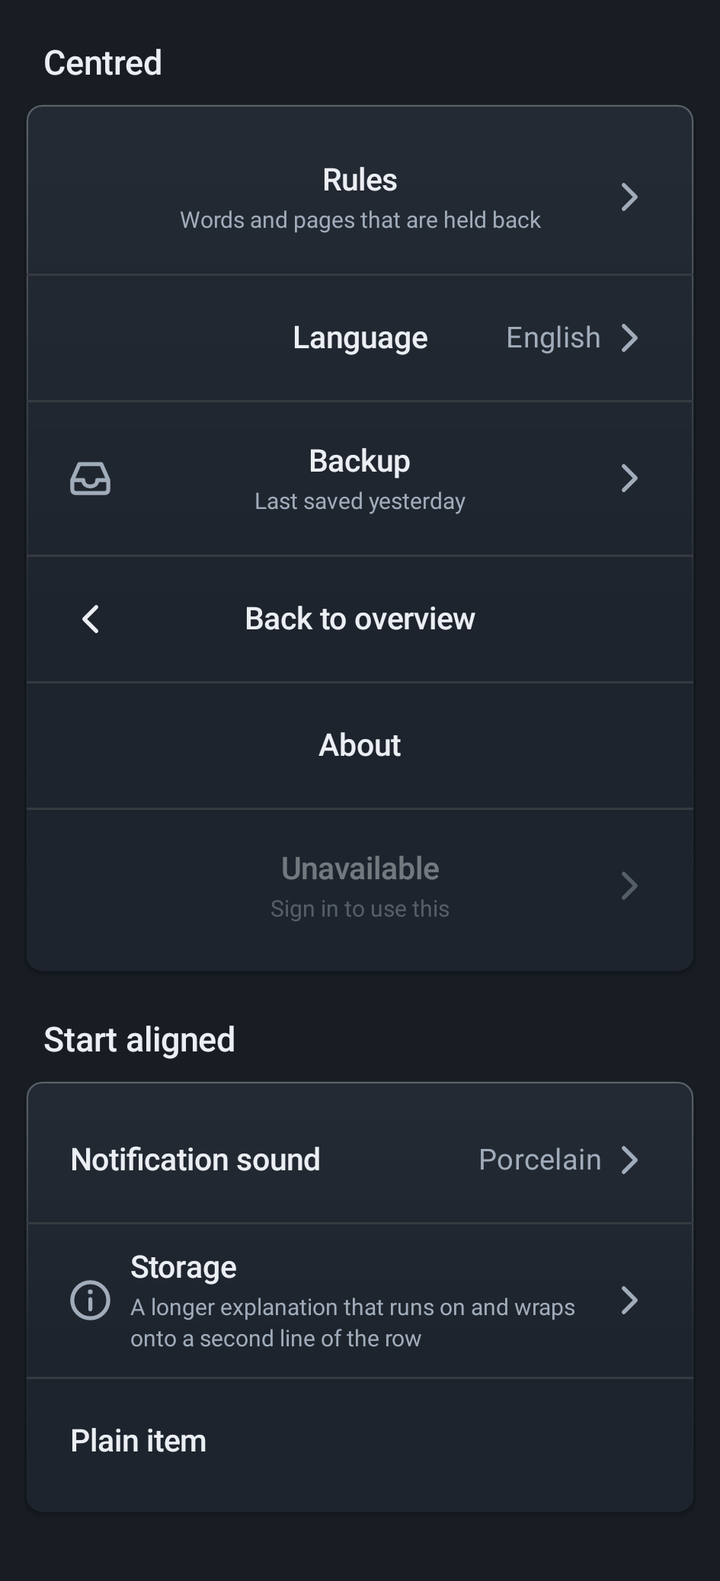 Centred
Rules
Words and pages that are held back
Language English
Backup
Last saved yesterday
Back to overview
About
Unavailable
Sign in to use this
Start aligned
Notification sound Porcelain
Storage
A longer explanation that runs on and wraps
onto a second line of the row
Plain item